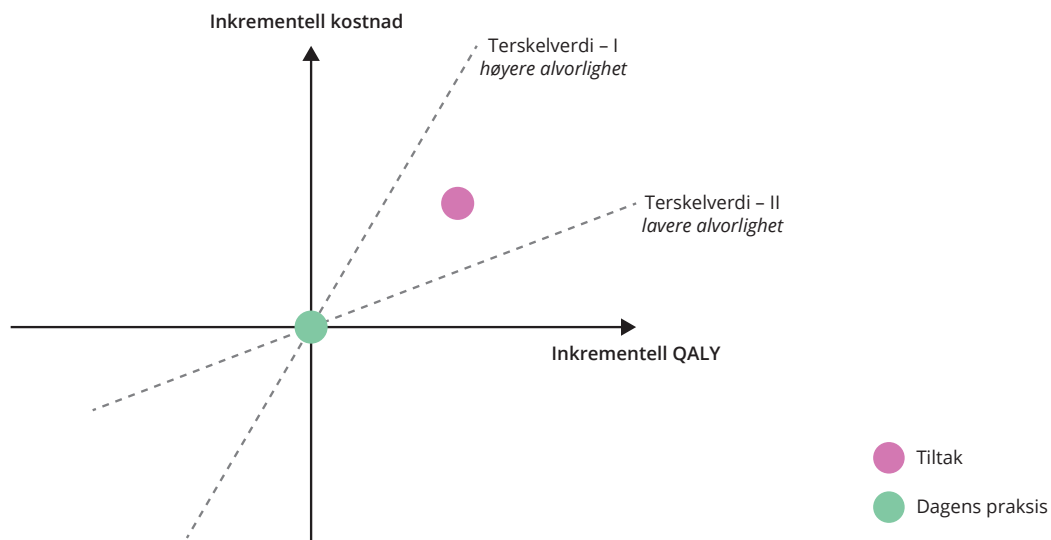 Inkrementell kostnad
Terskelverdi – I
høyere alvorlighet
Terskelverdi – II
lavere alvorlighet
Inkrementell QALY
Tiltak
Dagens praksis